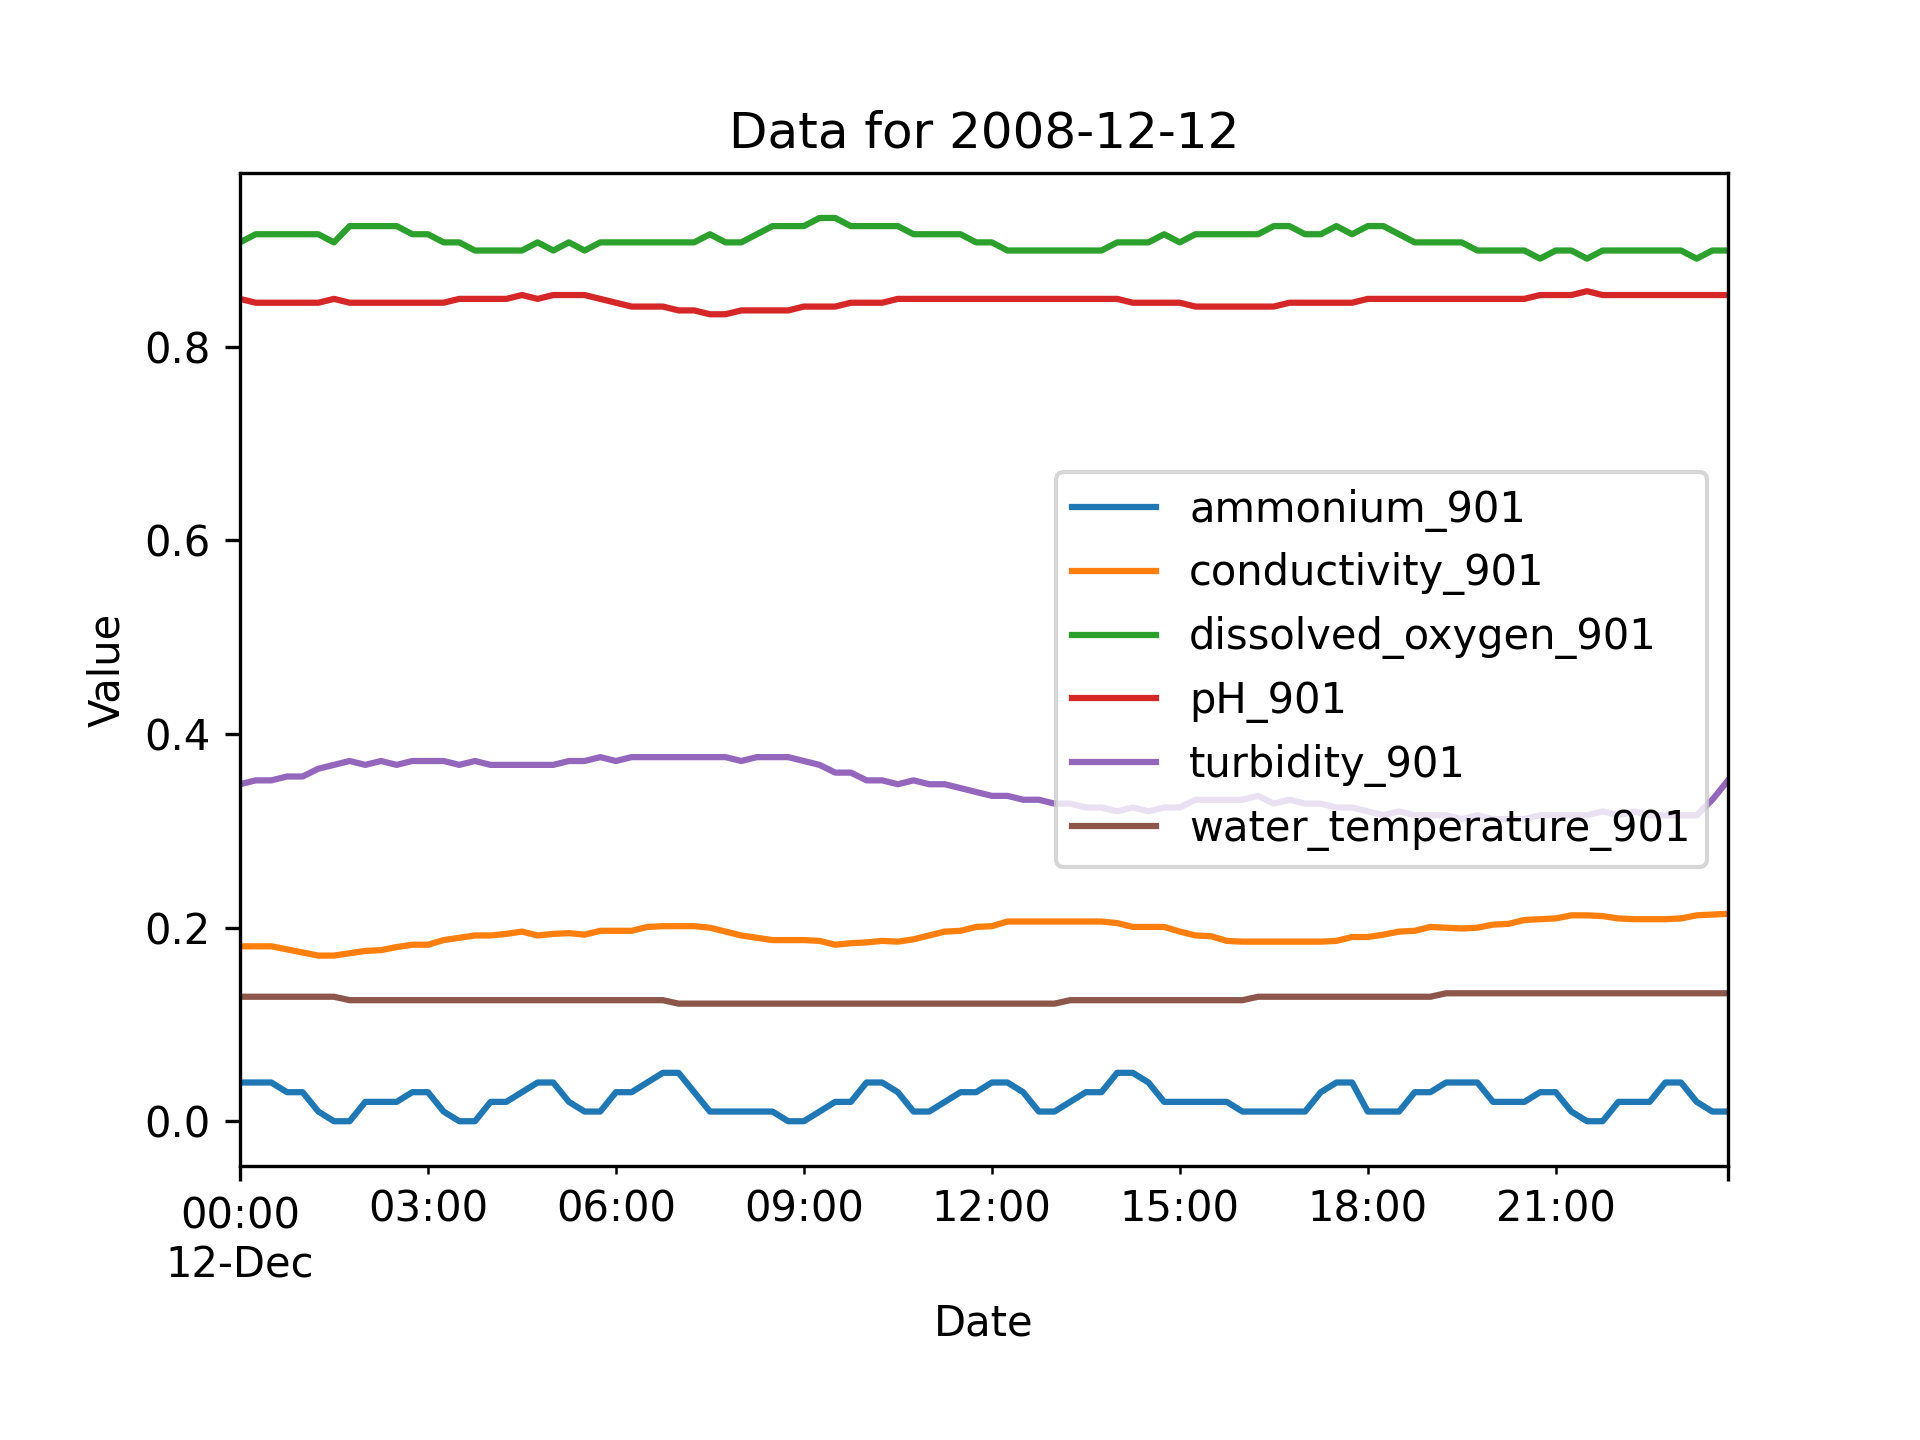 Data for 2008-12-12
Value
0.8
0.6
0.4
0.2
0.0
ammonium_901
conductivity_901
dissolved_oxygen_901
pH_901
turbidity_901
water_temperature_901
00:00 03:00 06:00 09:00 12:00 15:00 18:00 21:00
12-Dec
Date